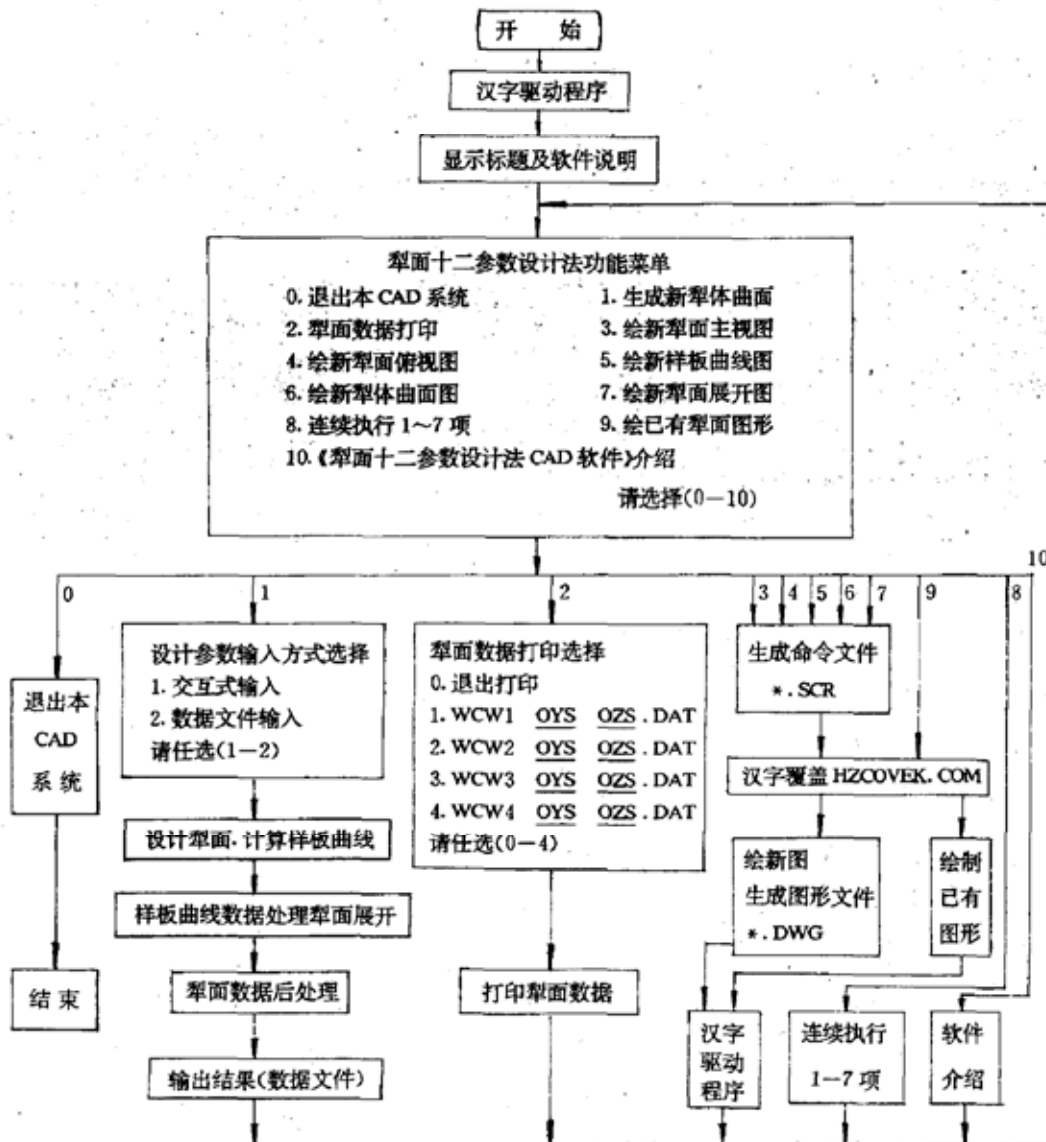 开 始
汉字驱动程序
显示标题及软件说明
犁面十二参数设计法功能菜单
0. 退出本 CAD 系统 1. 生成新犁体曲面
2. 犁面数据打印 3. 绘新犁面主视图
4. 绘新犁面俯视图 5. 绘新样板曲线图
6. 绘新犁体曲面图 7. 绘新犁面展开图
8. 连续执行 1~7 项 9. 绘已有犁面图形
10.《犁面十二参数设计法 CAD 软件》介绍
请选择(0-10)
0 1 2 3 4 5 6 7 9 8 10
退出本
CAD
系统
结束
设计参数输入方式选择
1. 交互式输入
2. 数据文件输入
请任选(1-2)
设计犁面.计算样板曲线
样板曲线数据处理犁面展开
犁面数据后处理
输出结果(数据文件)
犁面数据打印选择
0. 退出打印
1. WCW1 OYS OZS . DAT
2. WCW2 OYS OZS . DAT
3. WCW3 OYS OZS . DAT
4. WCW4 OYS OZS . DAT
请任选(0-4)
打印犁面数据
生成命令文件
*. SCR
汉字覆盖 HZCOVEK. COM
绘新图
生成图形文件
*. DWG
绘制
已有
图形
汉字
驱动
程序
连续执行
1-7 项
软件
介绍